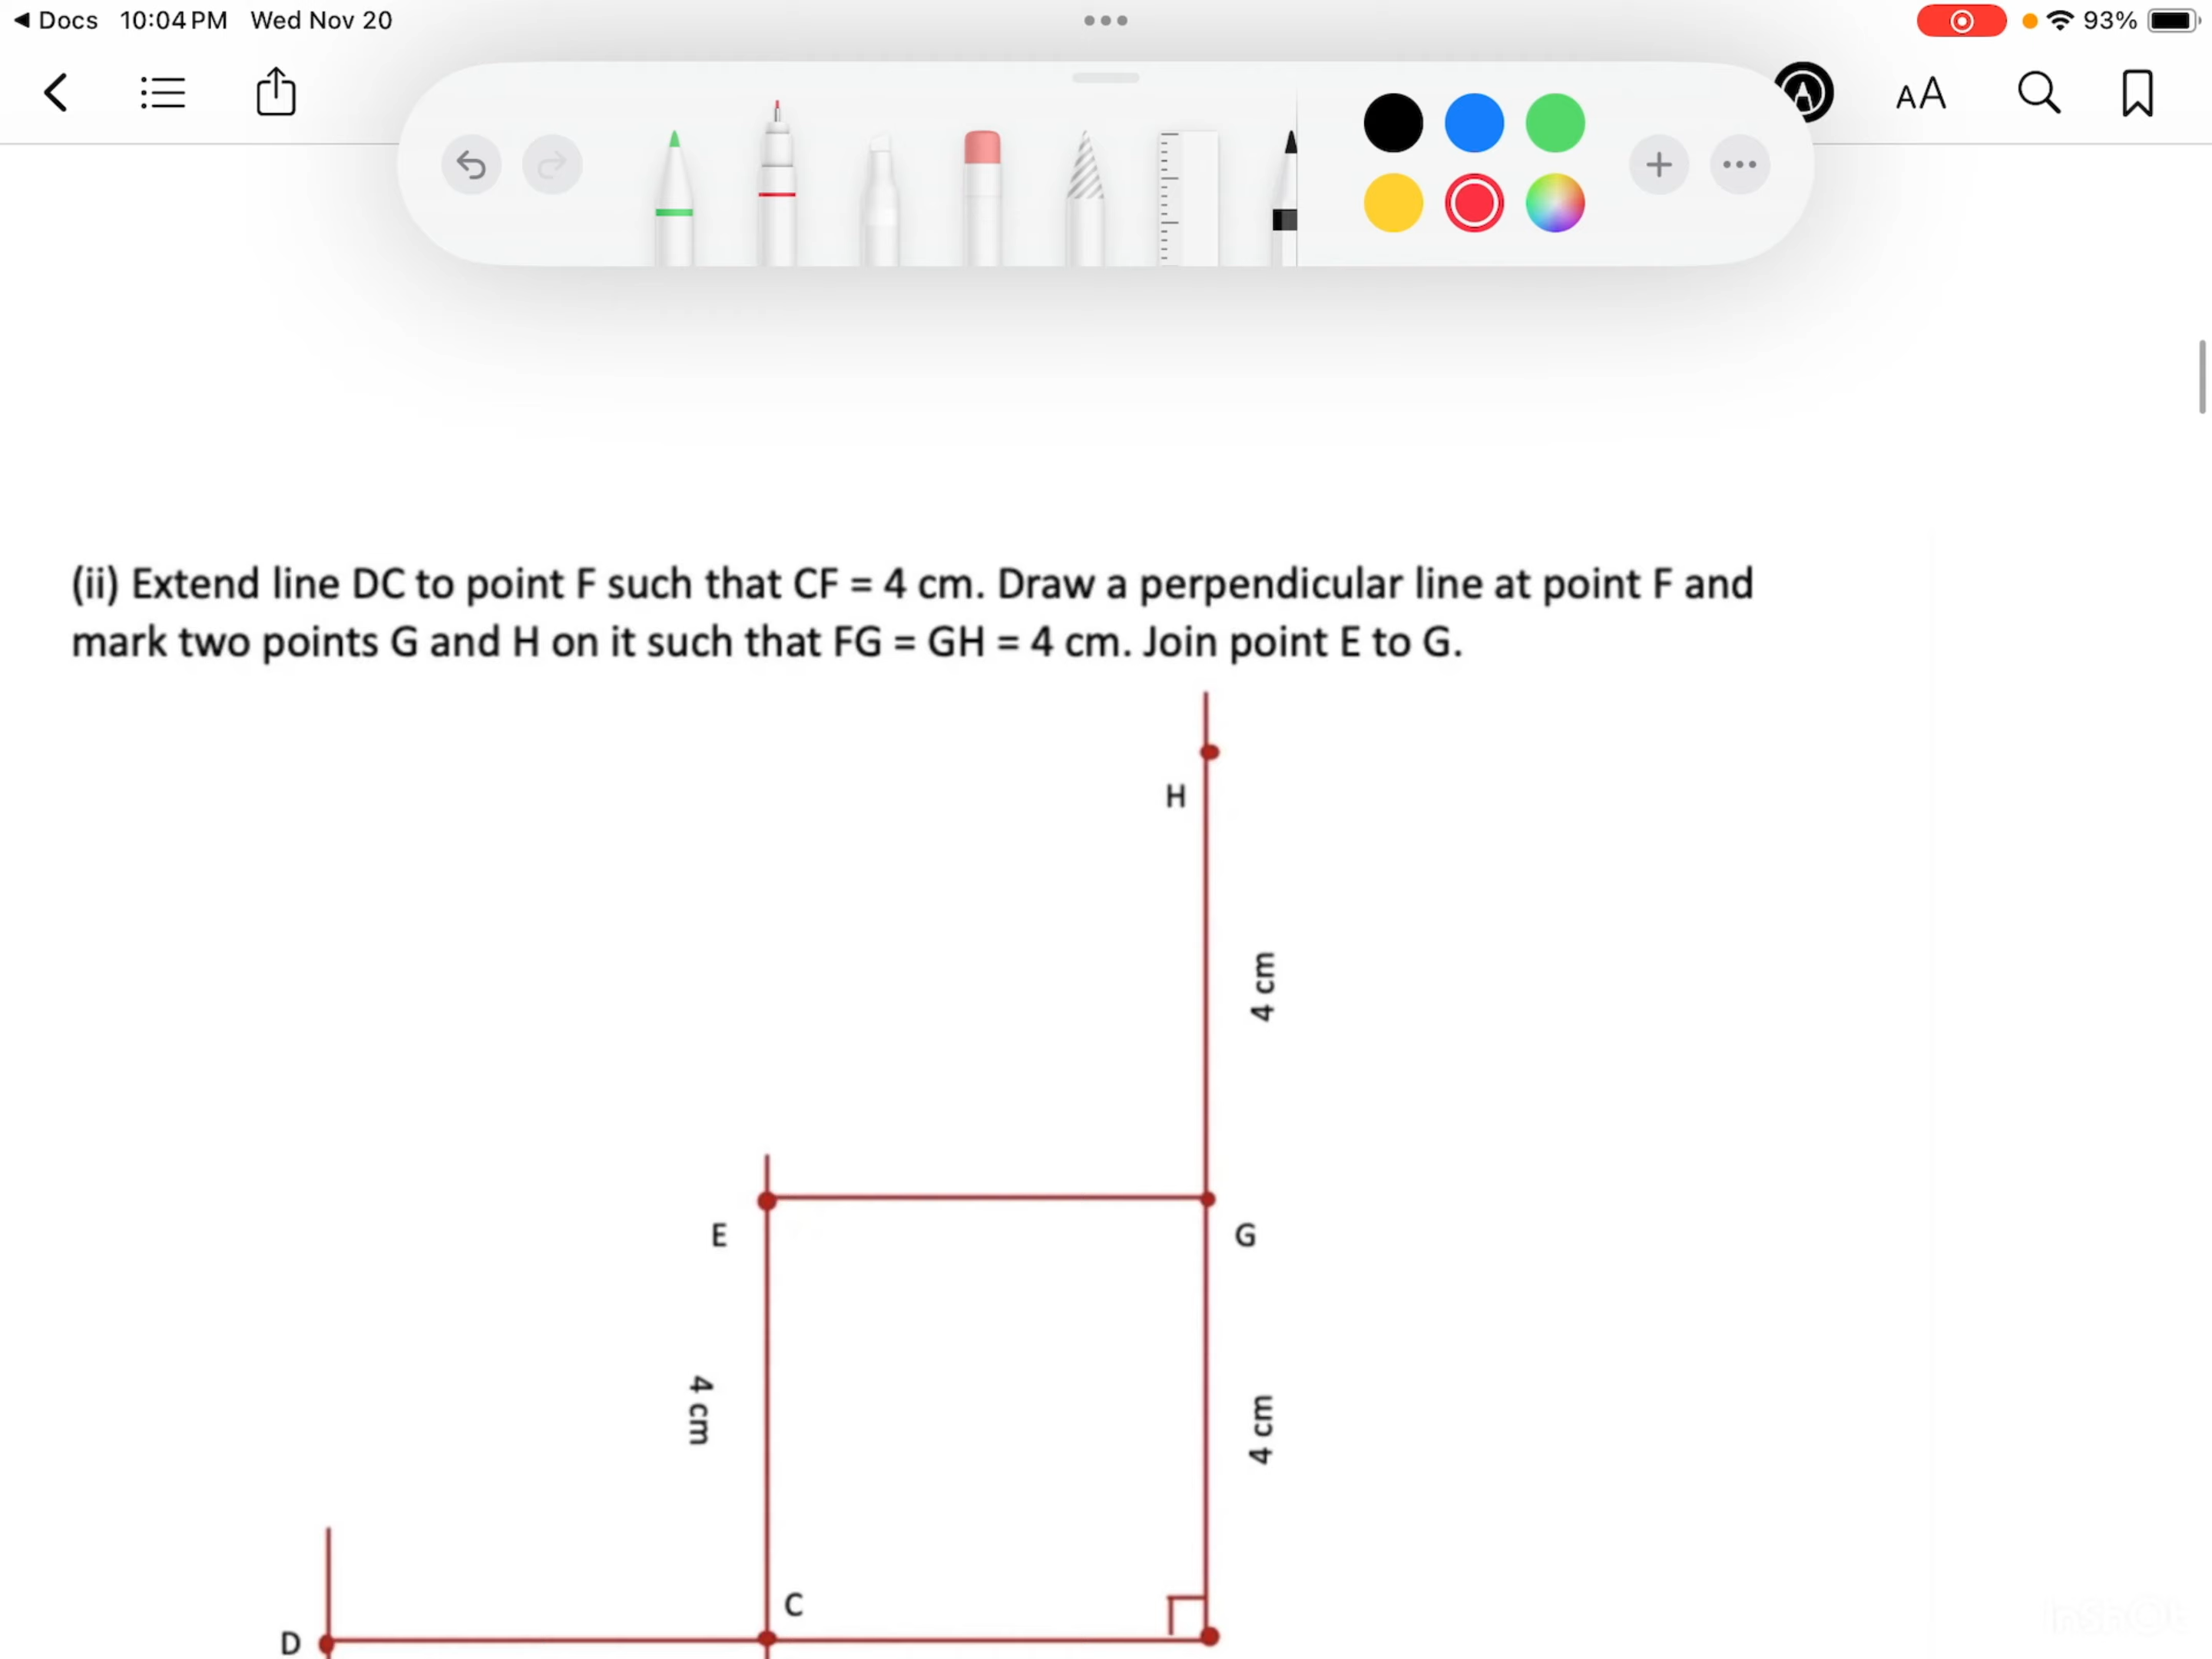 Docs 10:04 PM Wed Nov 20
93%
AA
(ii) Extend line DC to point F such that CF = 4 cm. Draw a perpendicular line at point F and
mark two points G and H on it such that FG = GH = 4 cm. Join point E to G.
H
4 cm
E
G
4 cm
4 cm
C
D
InShOt